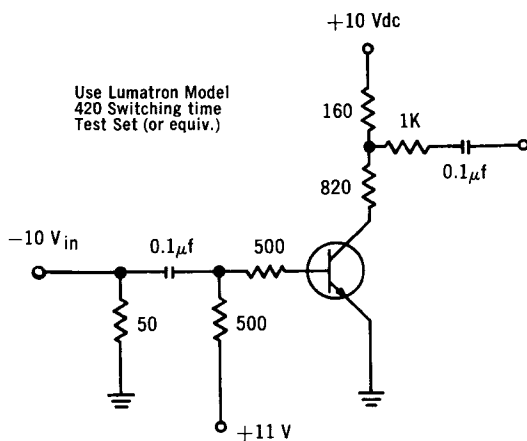 +10 Vdc
Use Lumatron Model
420 Switching time
Test Set (or equiv.)
160
1K
0.1μf
820
−10 Vin
0.1μf
500
50
500
+11 V